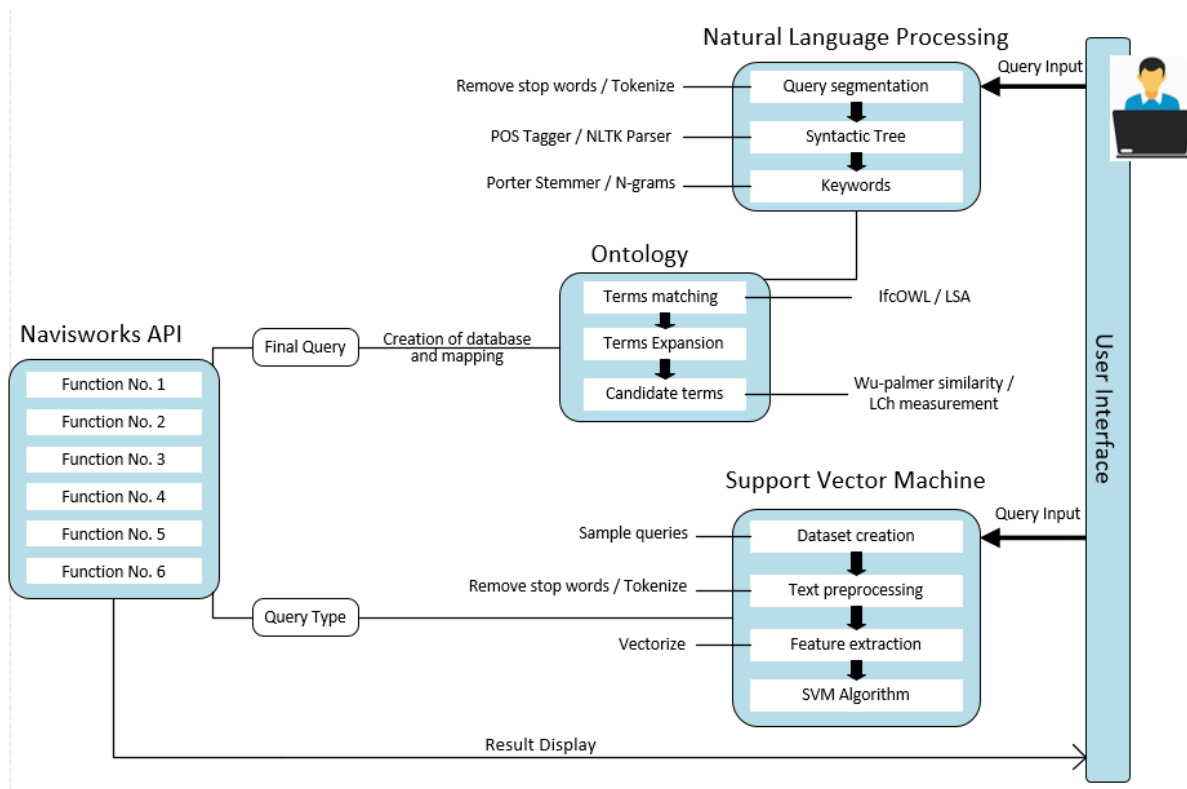 Natural Language Processing
Query Input
Remove stop words / Tokenize
Query segmentation
POS Tagger / NLTK Parser
Syntactic Tree
Porter Stemmer / N-grams
Keywords
Ontology
Terms matching
IfcOWL / LSA
Terms Expansion
Candidate terms
Wu-palmer similarity /
LCh measurement
Creation of database
and mapping
Final Query
Navisworks API
Function No. 1
Function No. 2
Function No. 3
Function No. 4
Function No. 5
Function No. 6
User Interface
Support Vector Machine
Query Input
Sample queries
Dataset creation
Remove stop words / Tokenize
Text preprocessing
Query Type
Vectorize
Feature extraction
SVM Algorithm
Result Display